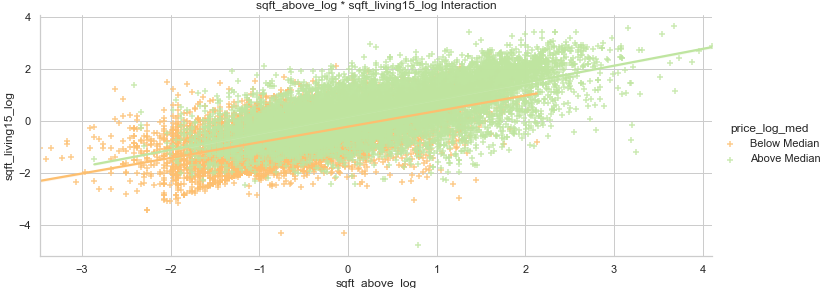 sqft_above_log * sqft_living15_log Interaction
4
2
0
−2
−4
sqft_living15_log
−3
−2
−1
0
1
2
3
4
sqft_above_log
price_log_med
Below Median
Above Median